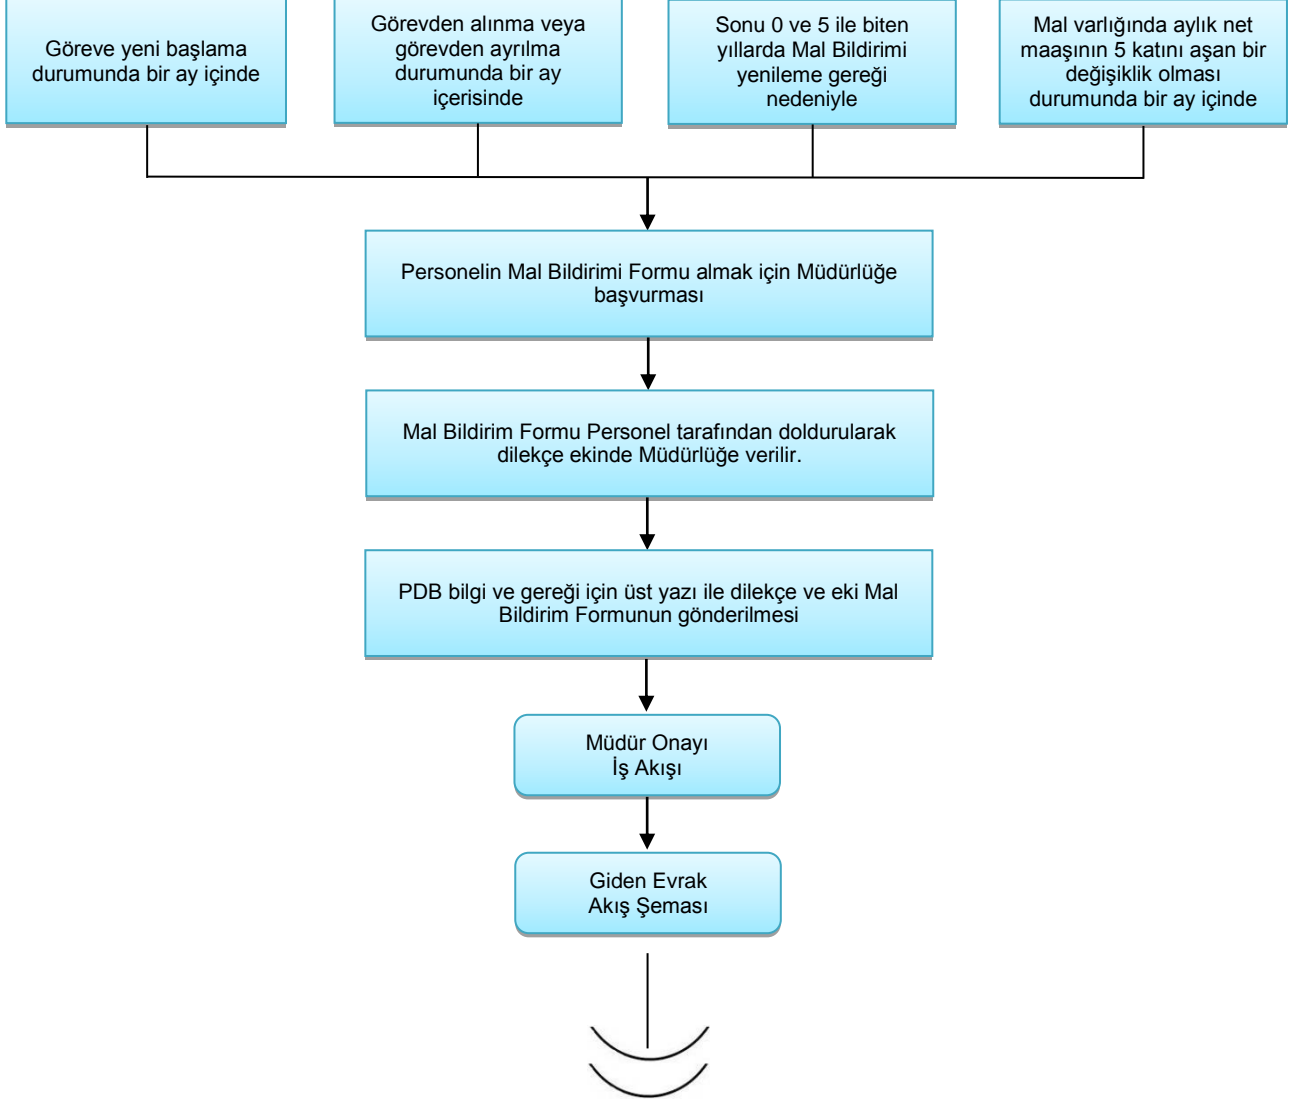 Göreve yeni başlama
durumunda bir ay içinde
Görevden alınma veya
görevden ayrılma
durumunda bir ay
içerisinde
Sonu 0 ve 5 ile biten
yıllarda Mal Bildirimi
yenileme gereği
nedeniyle
Mal varlığında aylık net
maaşının 5 katını aşan bir
değişiklik olması
durumunda bir ay içinde
Personelin Mal Bildirimi Formu almak için Müdürlüğe
başvurması
Mal Bildirim Formu Personel tarafından doldurularak
dilekçe ekinde Müdürlüğe verilir.
PDB bilgi ve gereği için üst yazı ile dilekçe ve eki Mal
Bildirim Formunun gönderilmesi
Müdür Onayı
İş Akışı
Giden Evrak
Akış Şeması